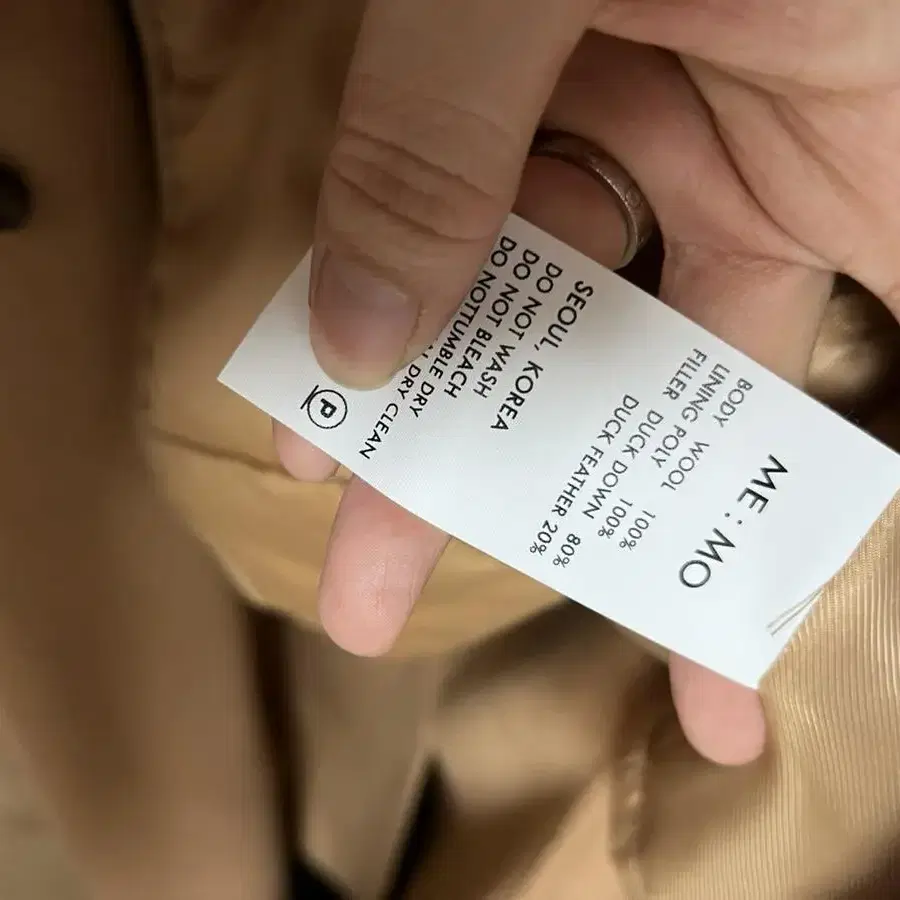 ME : MO
BODY WOOL 100%
LINING POLY 100%
FILLER DUCK DOWN 80%
DUCK FEATHER 20%
SEOUL, KOREA
DO NOT WASH
DO NOT BLEACH
DO NOTTUMBLE DRY
DRY CLEAN
P